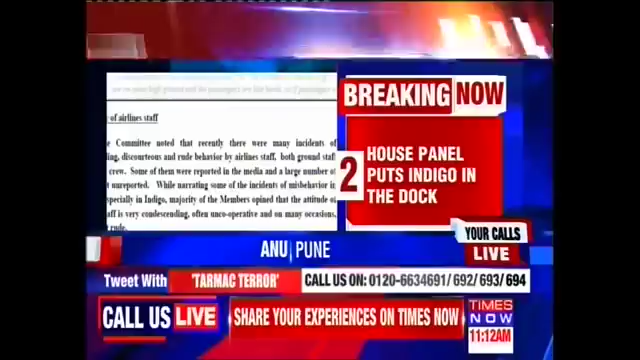 of airlines staff
Committee noted that recently there were many incidents of
discourteous and rude behavior by airlines staff, both ground staff
crew. Some of them were reported in the media and a large number of
unreported. While narrating some of the incidents of misbehavior in
specially in Indigo, majority of the Members opined that the attitude of
aff is very condescending, often unco-operative and on many occasions,
rude.
BREAKING NOW
2
HOUSE PANEL
PUTS INDIGO IN
THE DOCK
YOUR CALLS
LIVE
ANU | PUNE
Tweet With 'TARMAC TERROR' CALL US ON: 0120-6634691/ 692/ 693/ 694
CALL US LIVE SHARE YOUR EXPERIENCES ON TIMES NOW
TIMES
NOW
11:12AM